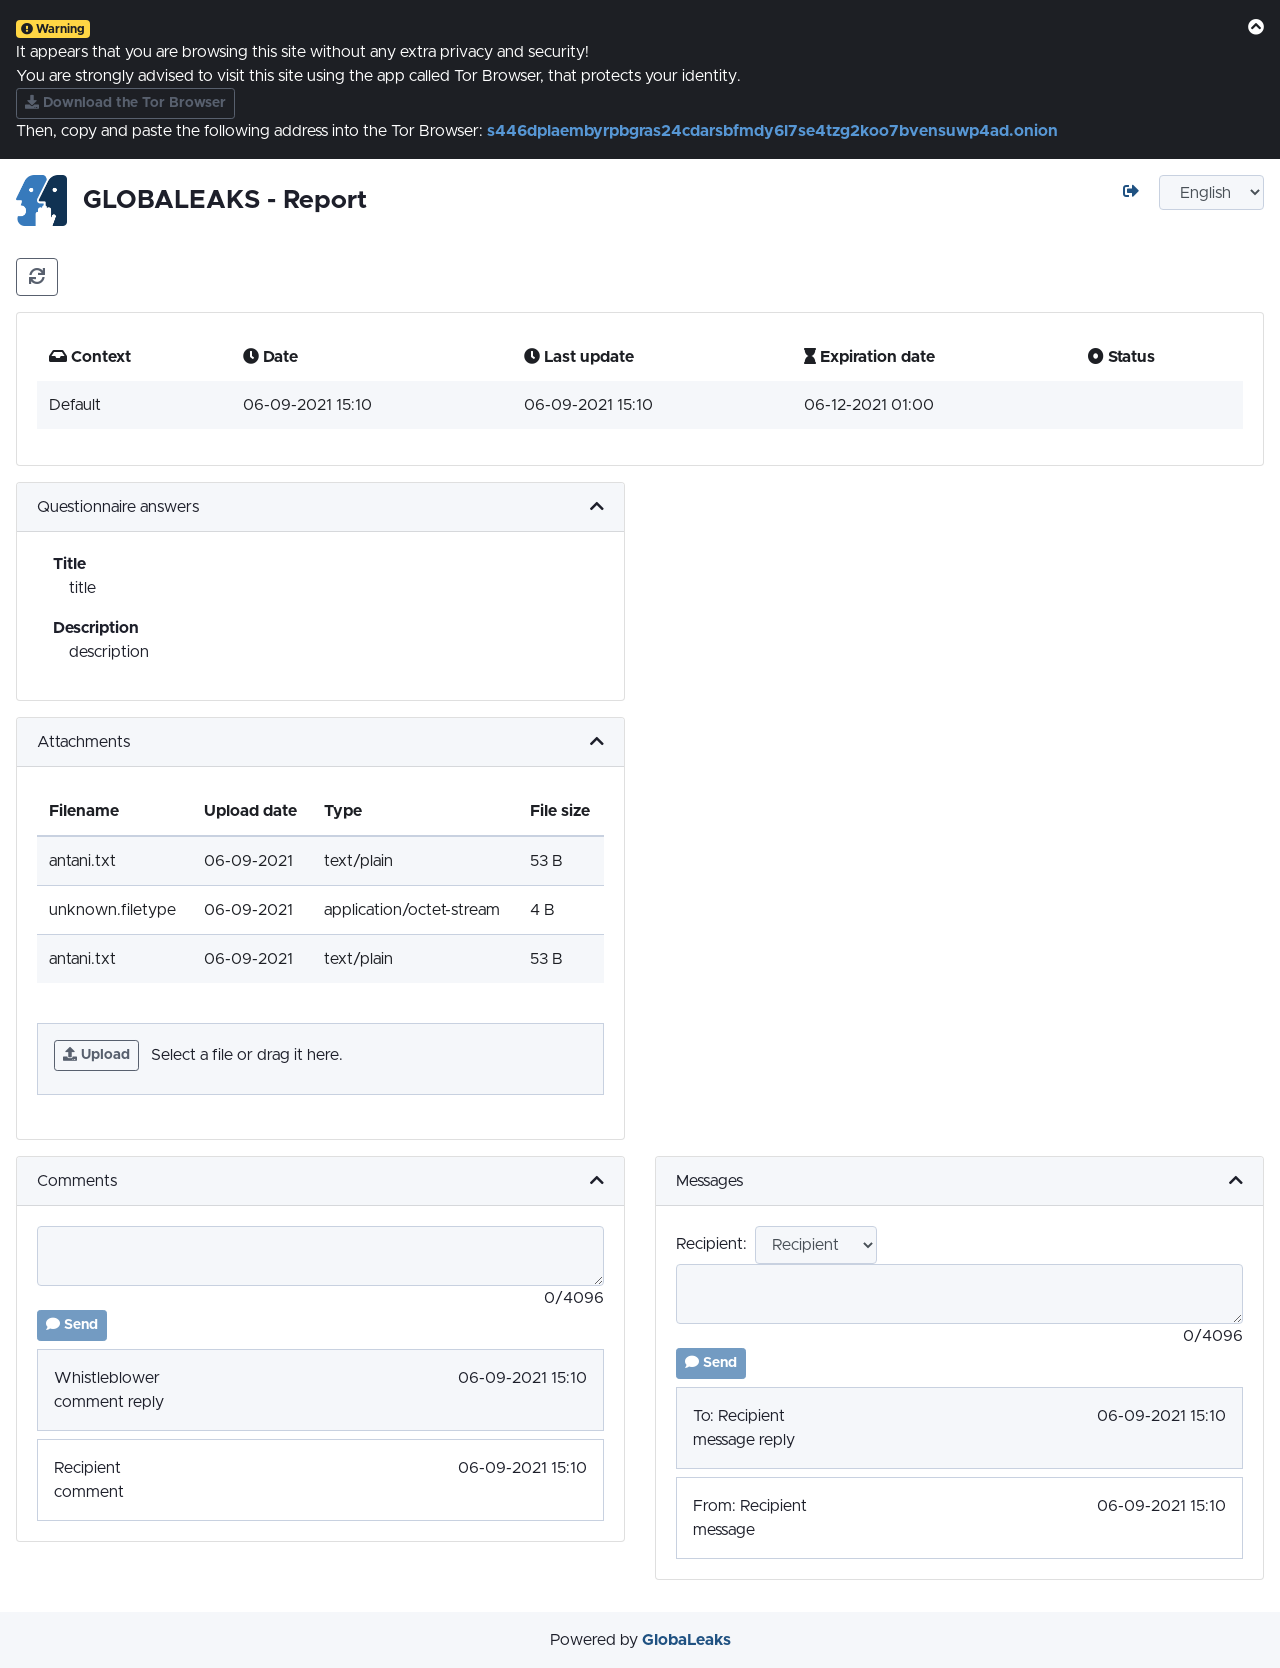 Warning
It appears that you are browsing this site without any extra privacy and security!
You are strongly advised to visit this site using the app called Tor Browser, that protects your identity.
Download the Tor Browser
Then, copy and paste the following address into the Tor Browser: s446dplaembyrpbgras24cdarsbfmdy6l7se4tzg2koo7bvensuwp4ad.onion
GLOBALEAKS - Report
English
Context Date Last update Expiration date Status
Default 06-09-2021 15:10 06-09-2021 15:10 06-12-2021 01:00
Questionnaire answers
Title
title
Description
description
Attachments
Filename Upload date Type File size
antani.txt 06-09-2021 text/plain 53 B
unknown.filetype 06-09-2021 application/octet-stream 4 B
antani.txt 06-09-2021 text/plain 53 B
Upload Select a file or drag it here.
Comments
0/4096
Send
Whistleblower 06-09-2021 15:10
comment reply
Recipient 06-09-2021 15:10
comment
Messages
Recipient: Recipient
0/4096
Send
To: Recipient 06-09-2021 15:10
message reply
From: Recipient 06-09-2021 15:10
message
Powered by GlobaLeaks